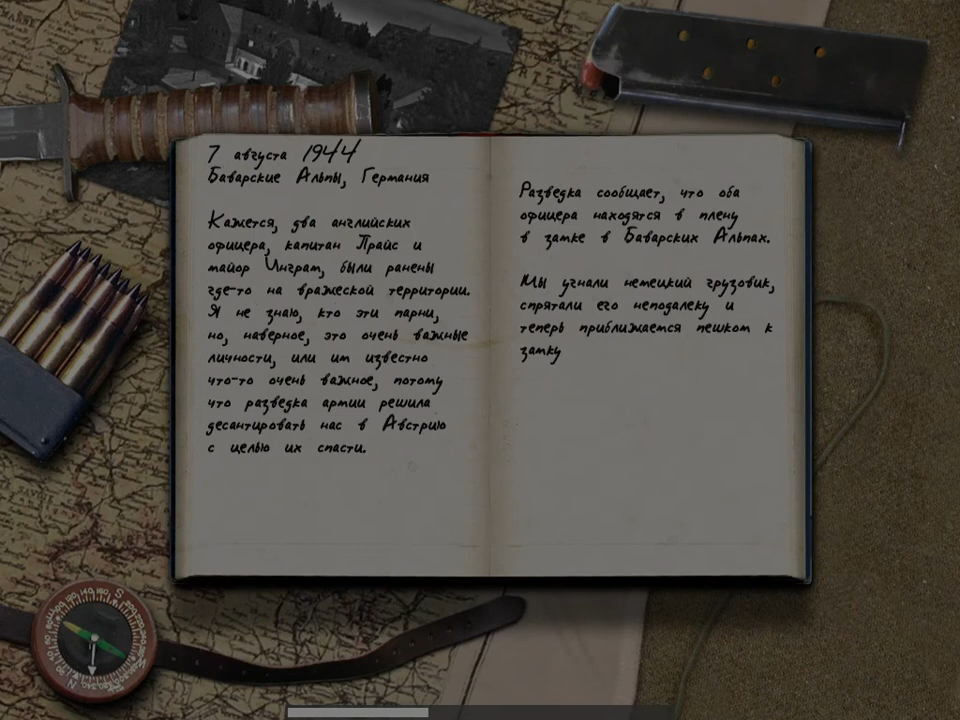 7 августа 1944
Баварские Альпы, Германия
Кажется, два английских
офицера, капитан Прайс и
майор Инграм, были ранены
где-то на вражеской территории.
Я не знаю, кто эти парни,
но, наверное, это очень важные
личности, или им известно
что-то очень важное, потому
что разведка армии решила
десантировать нас в Австрию
с целью их спасти.
Разведка сообщает, что оба
офицера находятся в плену
в замке в Баварских Альпах.
Мы угнали немецкий грузовик,
спрятали его неподалеку и
теперь приближаемся пешком к
замку